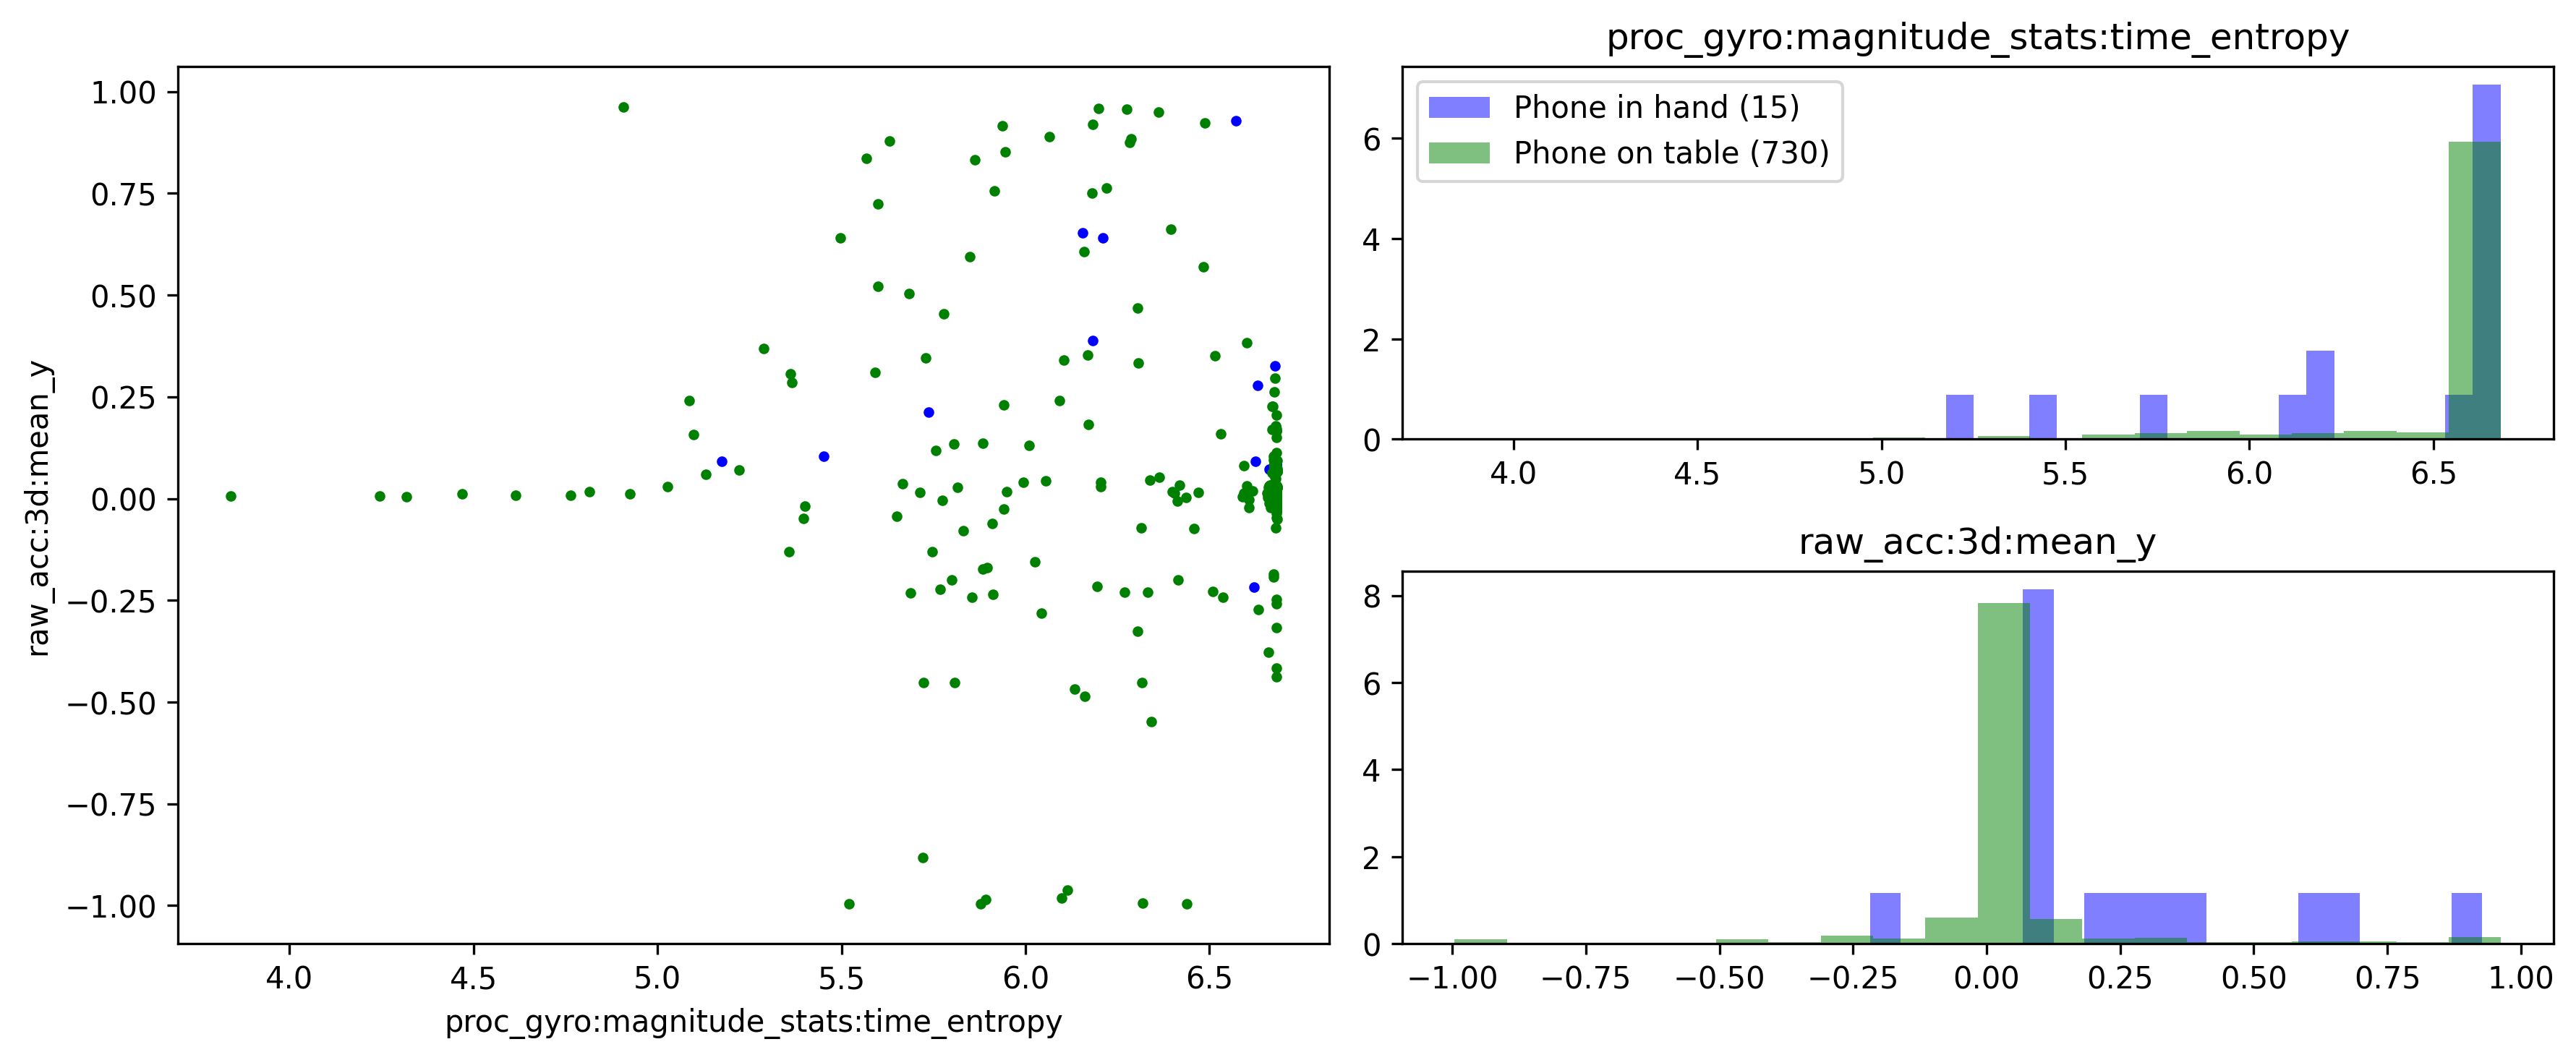 raw_acc:3d:mean_y
1.00
0.75
0.50
0.25
0.00
−0.25
−0.50
−0.75
−1.00
4.0 4.5 5.0 5.5 6.0 6.5
proc_gyro:magnitude_stats:time_entropy
proc_gyro:magnitude_stats:time_entropy
Phone in hand (15)
Phone on table (730)
6
4
2
0
4.0 4.5 5.0 5.5 6.0 6.5
raw_acc:3d:mean_y
8
6
4
2
0
−1.00 −0.75 −0.50 −0.25 0.00 0.25 0.50 0.75 1.00